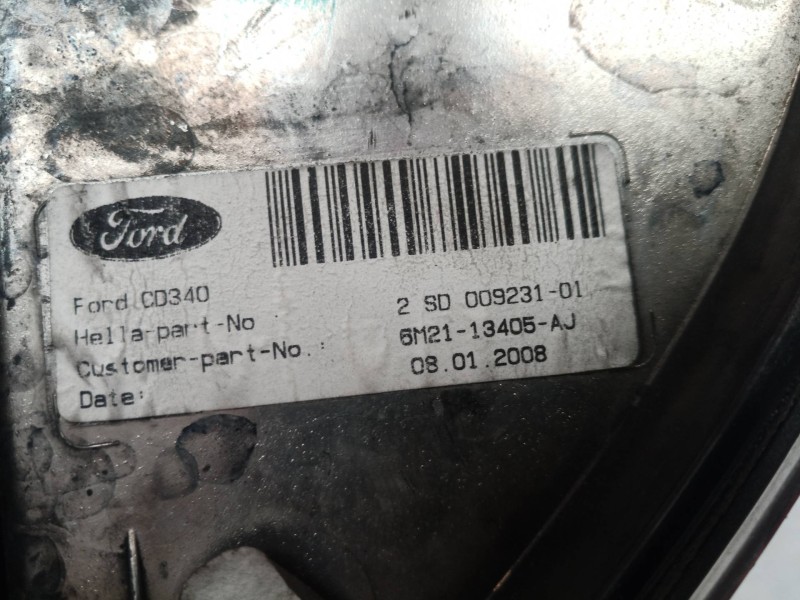 Ford
Ford CD340
Hella-part-No : 2 SD 009231-01
Customer-part-No.: 6M21-13405-AJ
Date: 08.01.2008